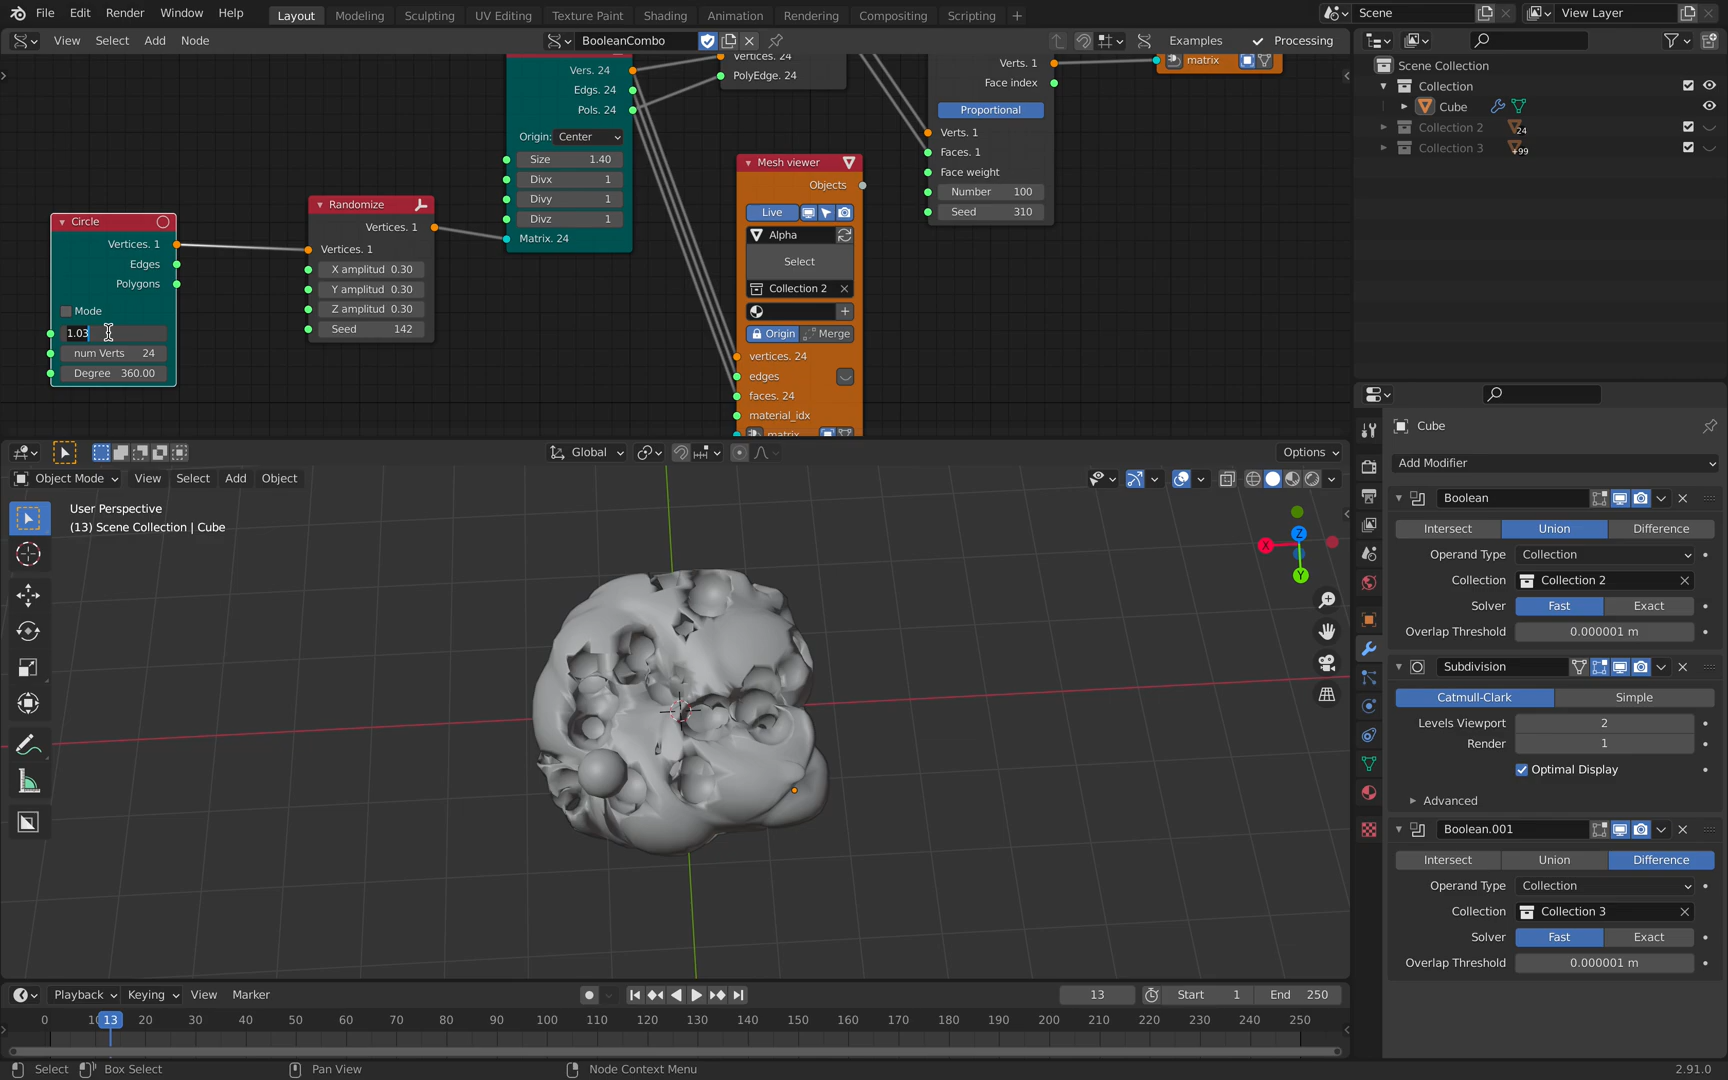 File Edit Render Window Help Layout Modeling Sculpting UV Editing Texture Paint Shading Animation Rendering Compositing Scripting + Scene View Layer
View Select Add Node BooleanCombo Examples Processing
Vers. 24
Edgs. 24
Pols. 24
Origin: Center
Size 1.40
Divx 1
Divy 1
Divz 1
Matrix. 24
Vertices. 24
PolyEdge. 24
Verts. 1
Face index
Proportional
Verts. 1
Faces. 1
Face weight
Number 100
Seed 310
matrix
Circle
Vertices. 1
Edges
Polygons
Mode
1.03
num Verts 24
Degree 360.00
Randomize
Vertices. 1
Vertices. 1
X amplitud 0.30
Y amplitud 0.30
Z amplitud 0.30
Seed 142
Mesh viewer
Objects
Live
Alpha
Select
Collection 2
Origin Merge
vertices. 24
edges
faces. 24
material_idx
matrix
Scene Collection
Collection
Cube
Collection 2 24
Collection 3 +99
Global Options
Object Mode View Select Add Object
User Perspective
(13) Scene Collection | Cube
X Y Z
Cube
Add Modifier
Boolean
Intersect Union Difference
Operand Type Collection
Collection Collection 2
Solver Fast Exact
Overlap Threshold 0.000001 m
Subdivision
Catmull-Clark Simple
Levels Viewport 2
Render 1
Optimal Display
Advanced
Boolean.001
Intersect Union Difference
Operand Type Collection
Collection Collection 3
Solver Fast Exact
Overlap Threshold 0.000001 m
Playback Keying View Marker 13 Start 1 End 250
0 10 13 20 30 40 50 60 70 80 90 100 110 120 130 140 150 160 170 180 190 200 210 220 230 240 250
Select Box Select Pan View Node Context Menu 2.91.0